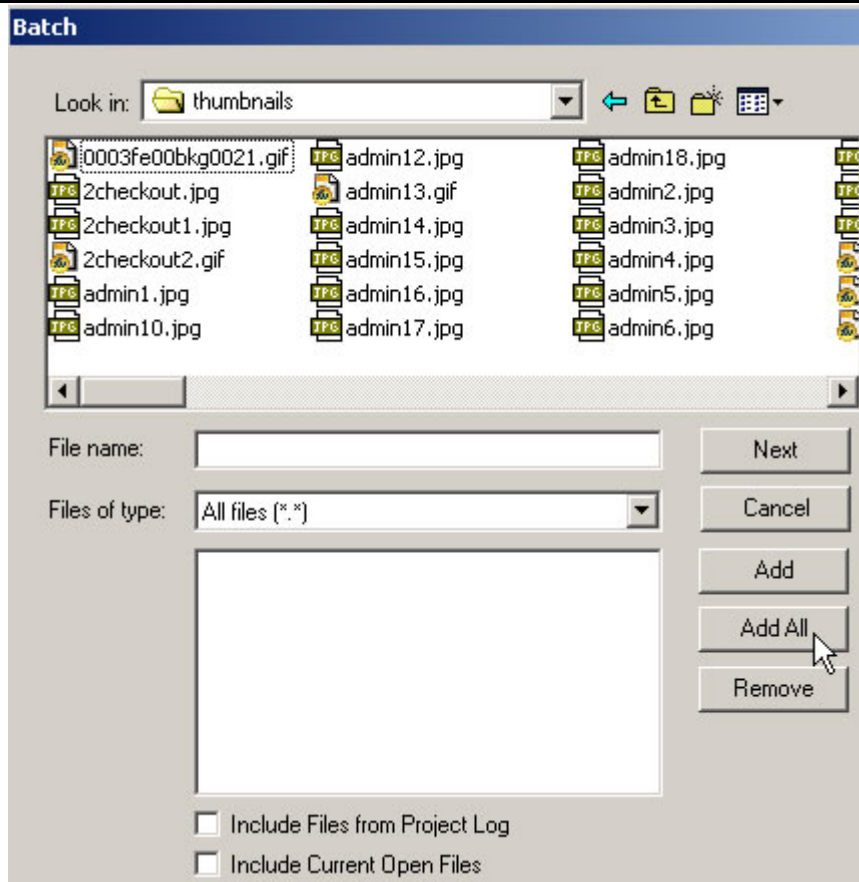 Batch
Look in: thumbnails
0003fe00bkg0021.gif admin12.jpg admin18.jpg JPG
2checkout.jpg admin13.gif admin2.jpg JPG
2checkout1.jpg admin14.jpg admin3.jpg JPG
2checkout2.gif admin15.jpg admin4.jpg
admin1.jpg admin16.jpg admin5.jpg
admin10.jpg admin17.jpg admin6.jpg
File name: Next
Files of type: All files (*.*) Cancel
Add
Add All
Remove
Include Files from Project Log
Include Current Open Files